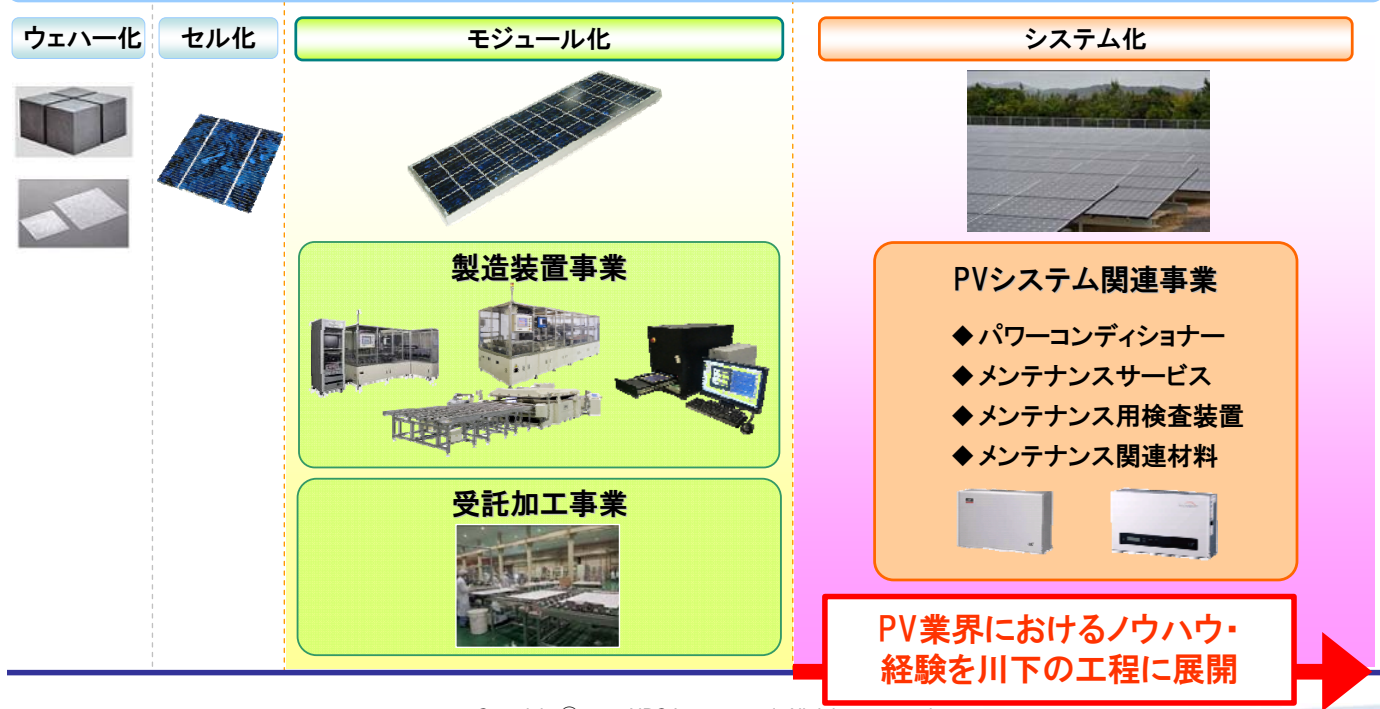 ウェハー化
セル化
モジュール化
システム化
製造装置事業
受託加工事業
PVシステム関連事業
◆パワーコンディショナー
◆メンテナンスサービス
◆メンテナンス用検査装置
◆メンテナンス関連材料
PV業界におけるノウハウ・
経験を川下の工程に展開